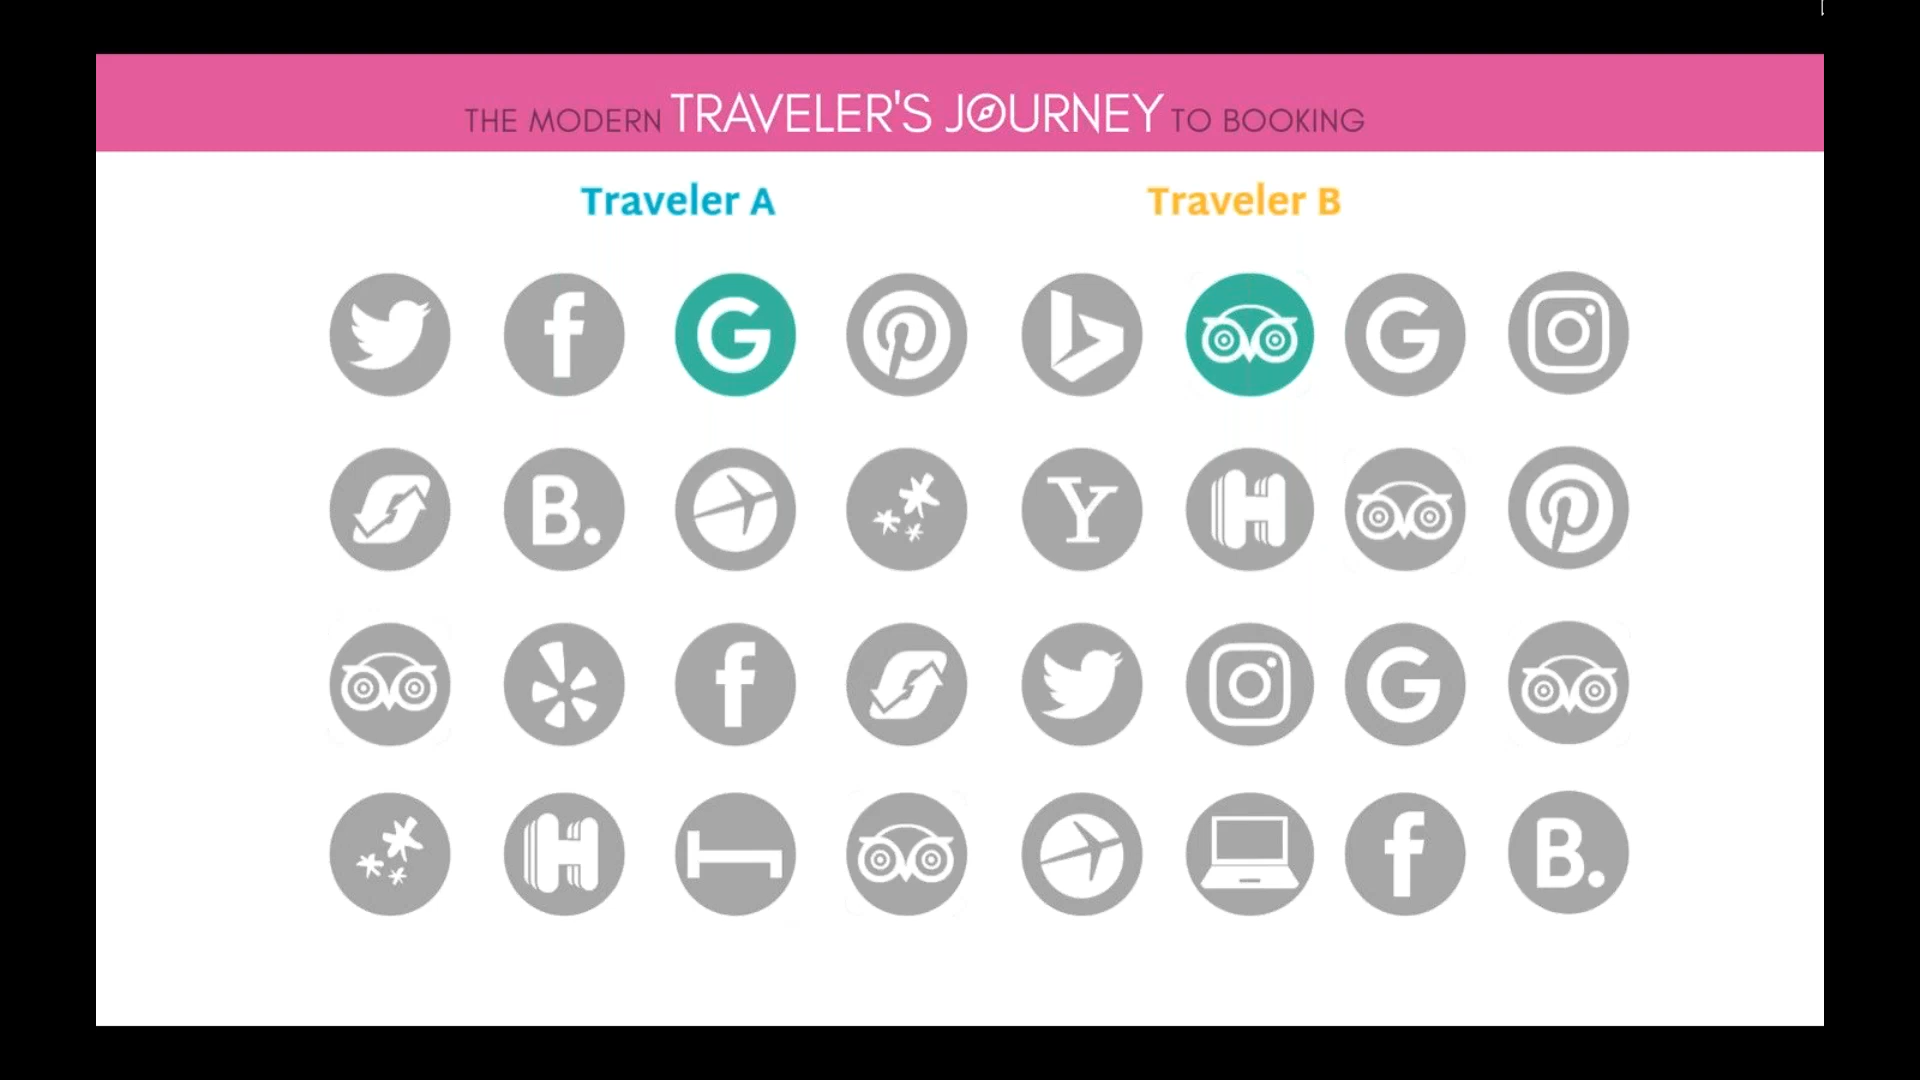 THE MODERN TRAVELER'S JOURNEY TO BOOKING
Traveler A Traveler B
f G G
B. Y H
f G
H f B.